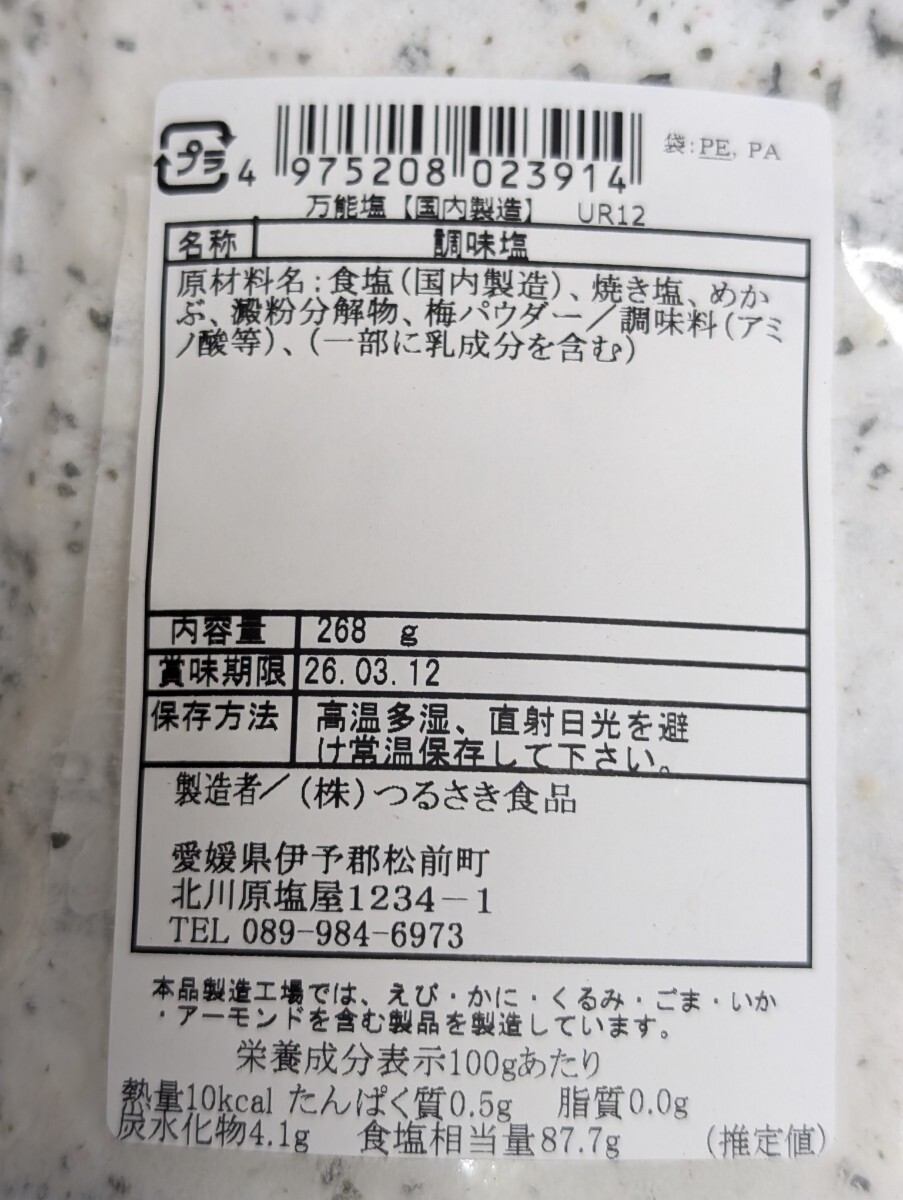 プラ
4 975208 023914
袋:PE, PA
万能塩【国内製造】 UR12
名称 調味塩
原材料名:食塩(国内製造)、焼き塩、めか
ぶ、澱粉分解物、梅パウダー/調味料(アミ
ノ酸等)、(一部に乳成分を含む)
内容量 268 g
賞味期限 26.03.12
保存方法 高温多湿、直射日光を避
け常温保存して下さい。
製造者/(株)つるさき食品
愛媛県伊予郡松前町
北川原塩屋1234-1
TEL 089-984-6973
本品製造工場では、えび・かに・くるみ・ごま・いか
・アーモンドを含む製品を製造しています。
栄養成分表示100gあたり
熱量10kcal たんぱく質0.5g 脂質0.0g
炭水化物4.1g 食塩相当量87.7g (推定値)